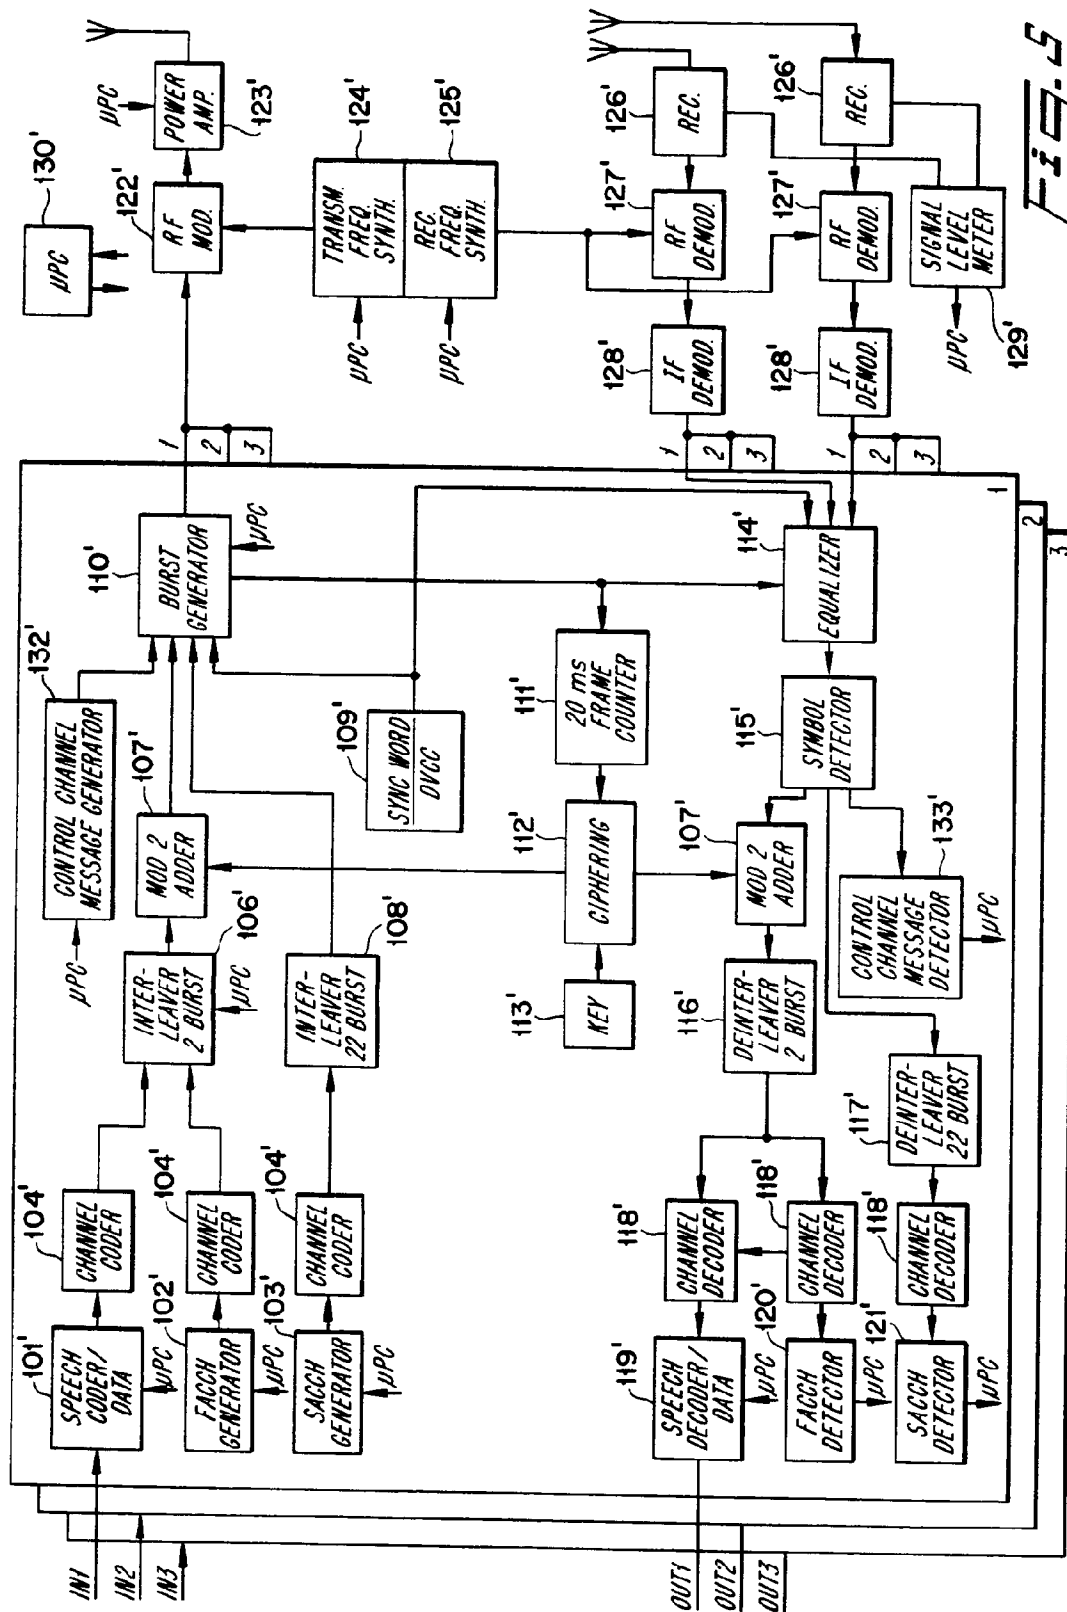 IN1
IN2
IN3
101'
SPEECH
CODER/
DATA
μPC
104'
CHANNEL
CODER
102'
FACCH
GENERATOR
μPC
104'
CHANNEL
CODER
103'
SACCH
GENERATOR
μPC
104'
CHANNEL
CODER
106'
INTER-
LEAVER
2 BURST
μPC
108'
INTER-
LEAVER
22 BURST
107'
MOD 2
ADDER
132'
CONTROL CHANNEL
MESSAGE GENERATOR
μPC
109'
SYNC WORD
DVCC
110'
BURST
GENERATOR
μPC
1
2
3
122'
RF
MOD.
130'
μPC
123'
POWER
AMP.
μPC
124'
TRANSM.
FREQ.
SYNTH.
μPC
125'
REC.
FREQ.
SYNTH.
μPC
111'
20 ms
FRAME
COUNTER
112'
CIPHERING
113'
KEY
114'
EQUALIZER
115'
SYMBOL
DETECTOR
107'
MOD 2
ADDER
133'
CONTROL
CHANNEL
MESSAGE
DETECTOR
μPC
116'
DEINTER-
LEAVER
2 BURST
117'
DEINTER-
LEAVER
22 BURST
118'
CHANNEL
DECODER
118'
CHANNEL
DECODER
118'
CHANNEL
DECODER
119'
SPEECH
DECODER/
DATA
μPC
120'
FACCH
DETECTOR
μPC
121'
SACCH
DETECTOR
μPC
OUT1
OUT2
OUT3
1
2
3
1
2
3
1
2
3
128'
IF
DEMOD.
128'
IF
DEMOD.
127'
RF
DEMOD.
127'
RF
DEMOD.
126'
REC.
126'
REC.
129'
SIGNAL
LEVEL
METER
μPC
Fig. 5